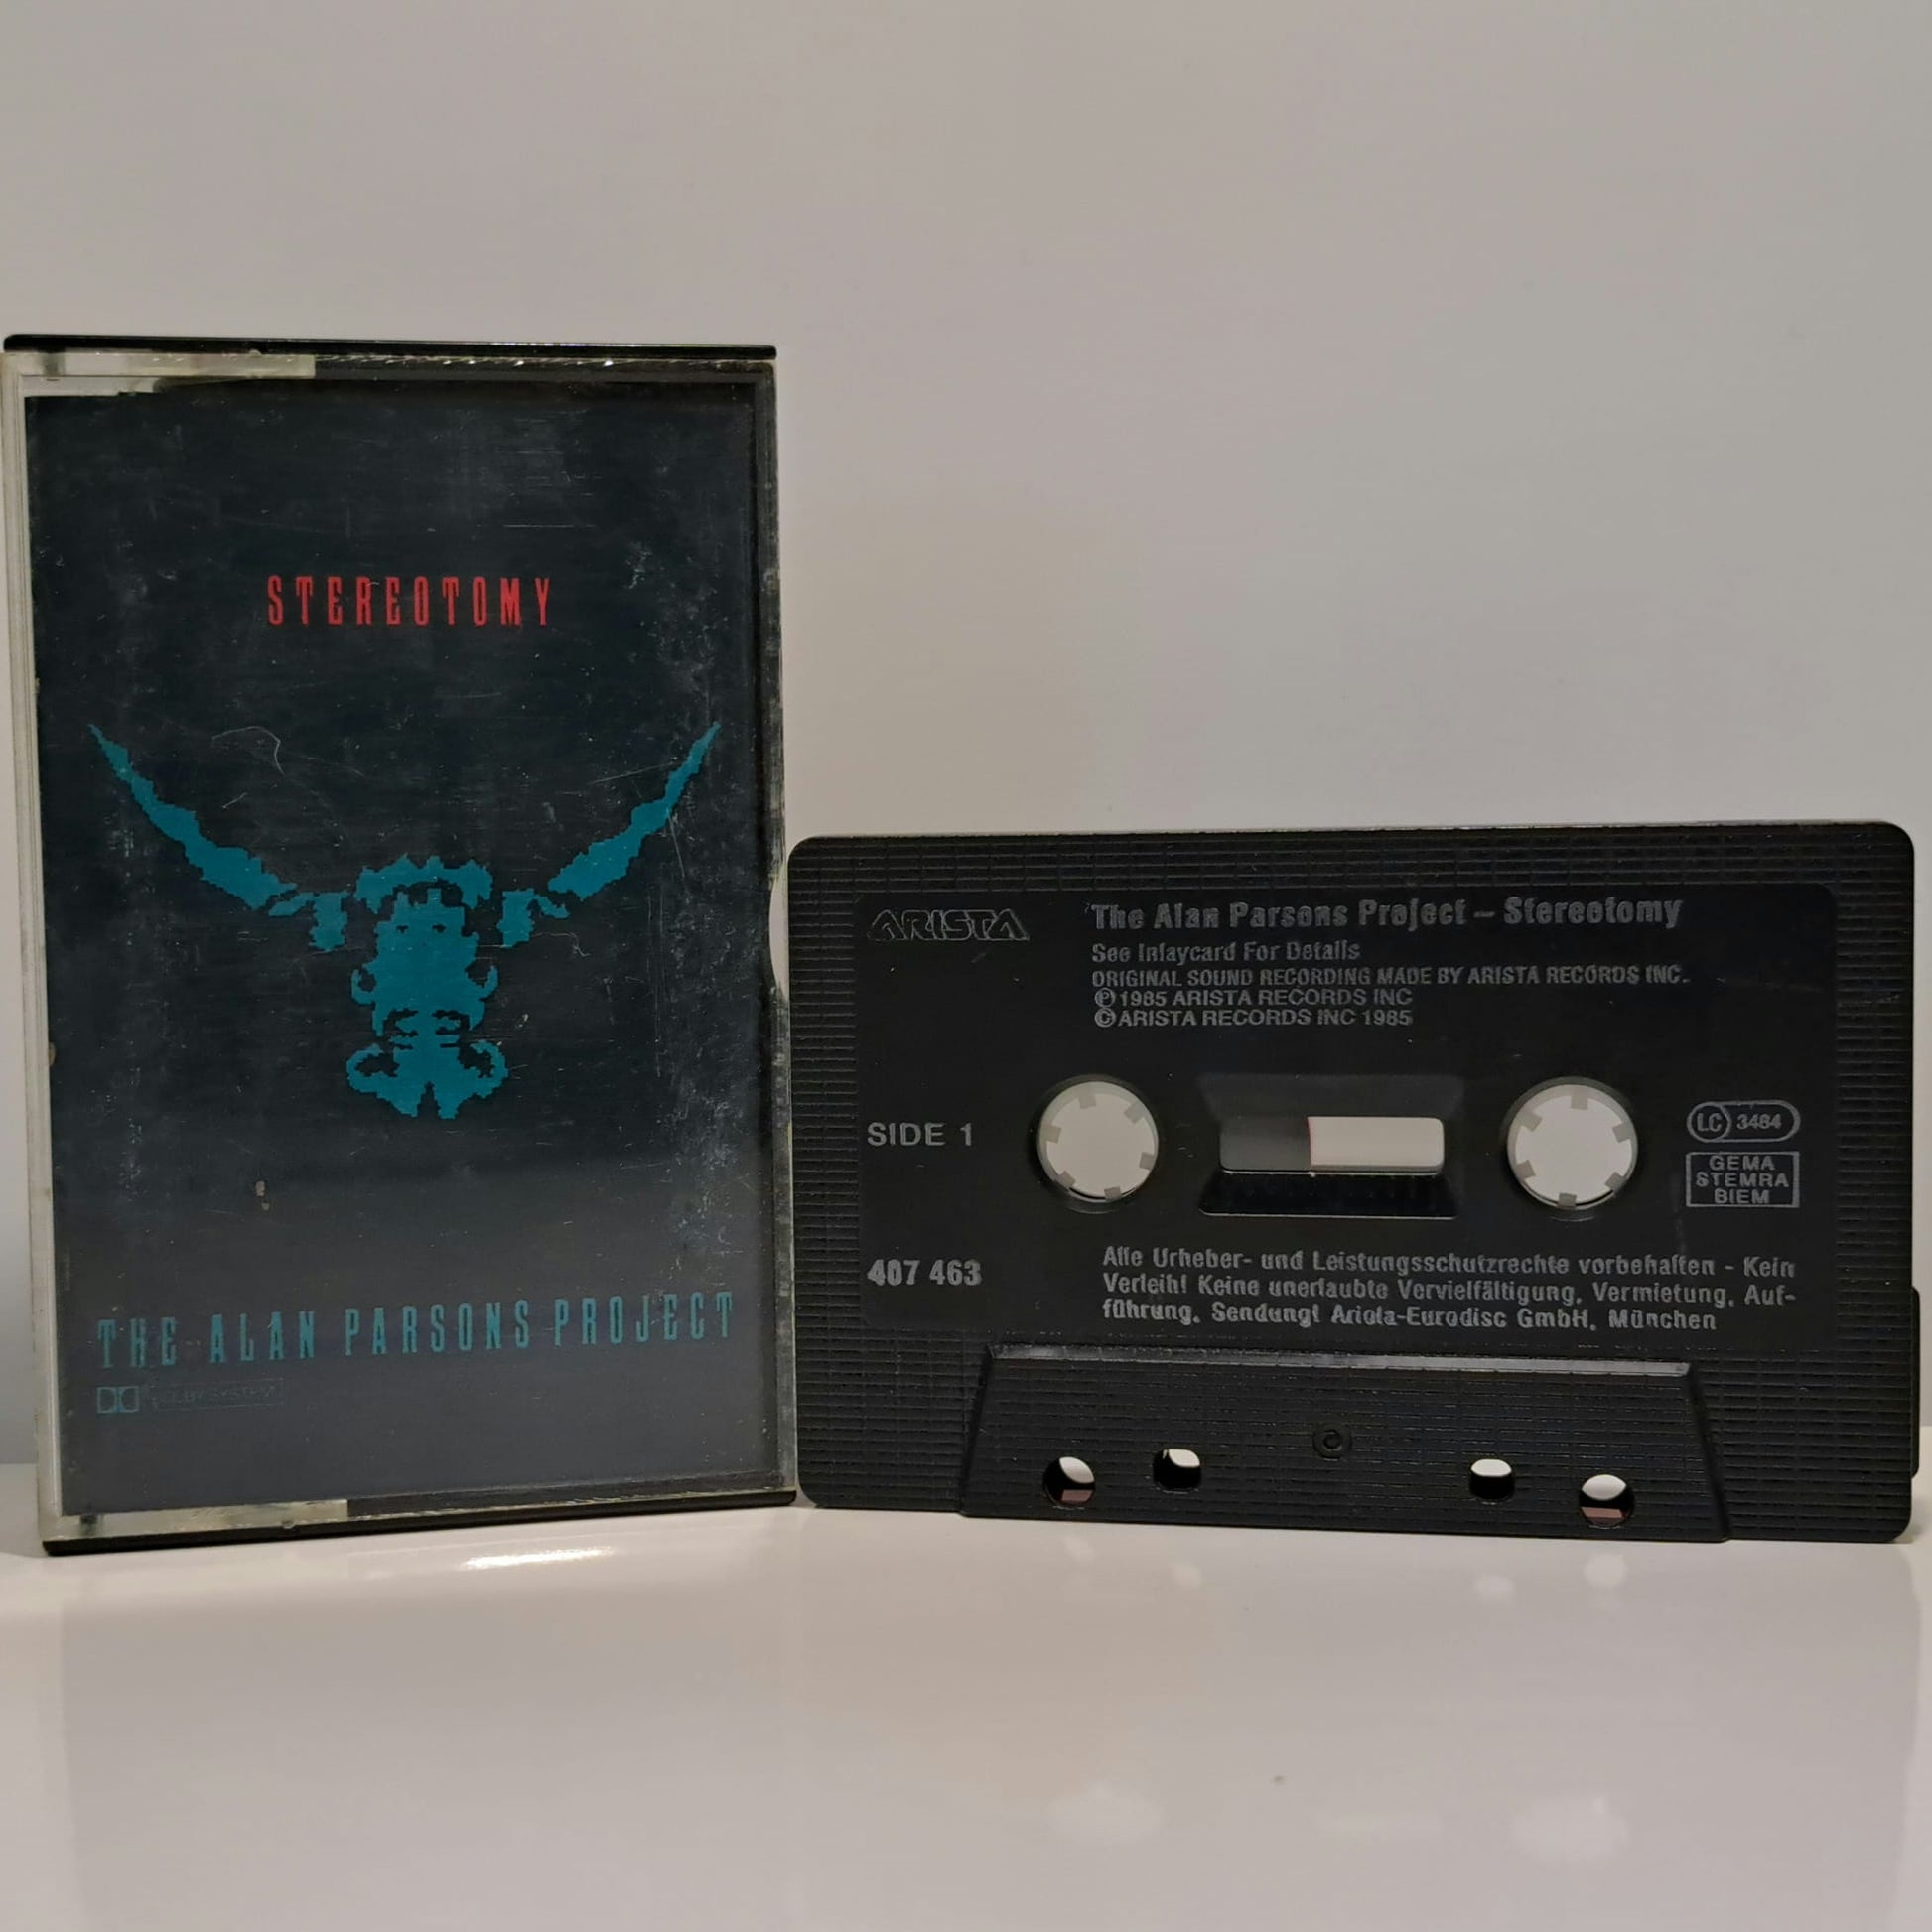 STEREOTOMY
THE ALAN PARSONS PROJECT
DOLBY SYSTEM
ARISTA
The Alan Parsons Project – Stereotomy
See Inlaycard For Details
ORIGINAL SOUND RECORDING MADE BY ARISTA RECORDS INC.
Ⓟ 1985 ARISTA RECORDS INC
© ARISTA RECORDS INC 1985
SIDE 1
LC 3484
GEMA
STEMRA
BIEM
407 463
Alle Urheber- und Leistungsschutzrechte vorbehalten - Kein
Verleih! Keine unerlaubte Vervielfältigung, Vermietung, Auf-
führung, Sendung! Ariola-Eurodisc GmbH, München